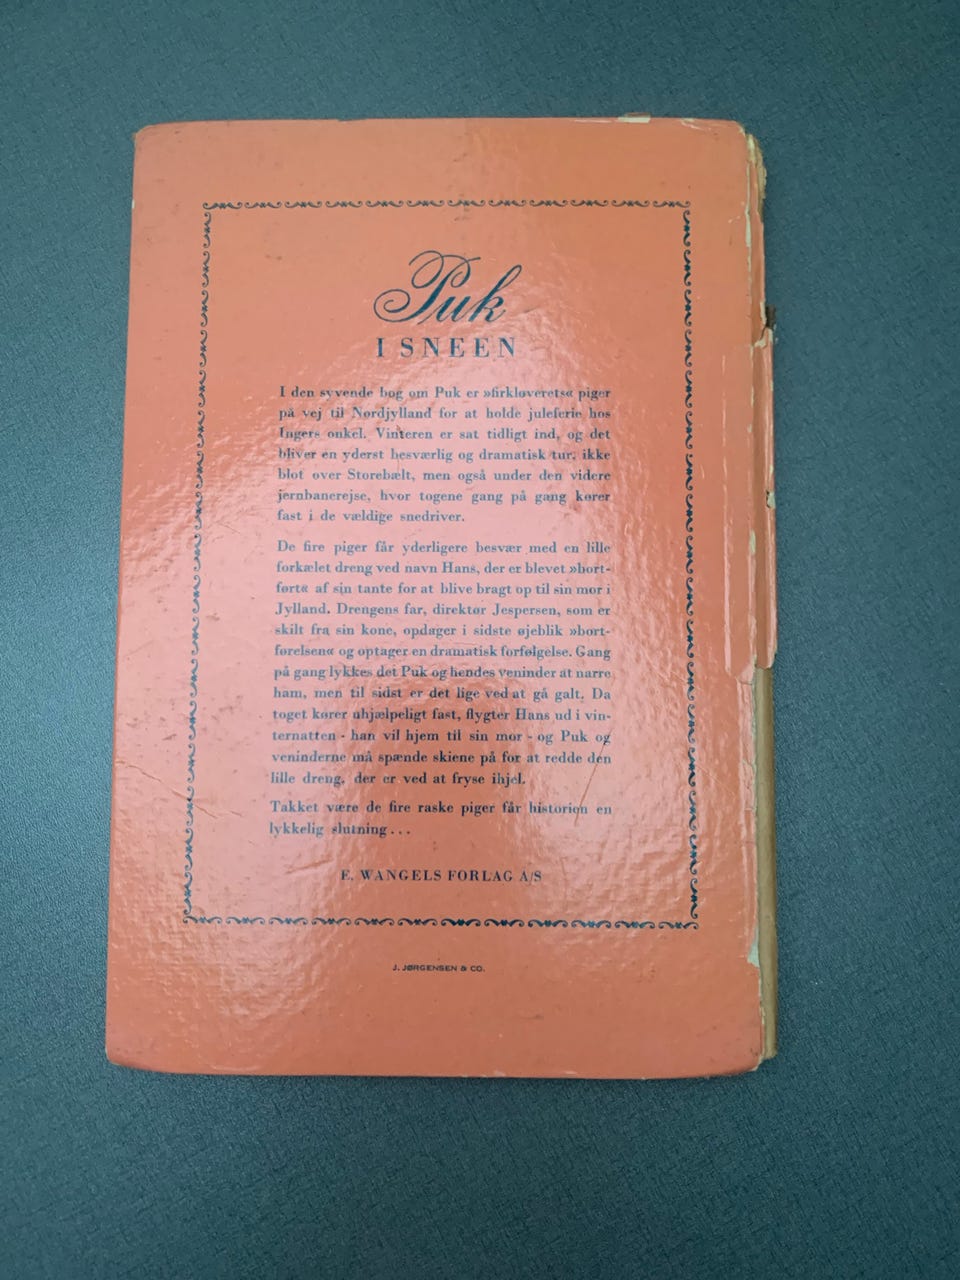 Puk
I SNEEN
I den syvende bog om Puk er »firkløverets« piger
på vej til Nordjylland for at holde juleferie hos
Ingers onkel. Vinteren er sat tidligt ind, og det
bliver en yderst besværlig og dramatisk tur, ikke
blot over Storebælt, men også under den videre
jernbanerejse, hvor togene gang på gang kører
fast i de vældige snedriver.
De fire piger får yderligere besvær med en lille
forkælet dreng ved navn Hans, der er blevet »bort-
ført« af sin tante for at blive bragt op til sin mor i
Jylland. Drengens far, direktør Jespersen, som er
skilt fra sin kone, opdager i sidste øjeblik »bort-
førelsen« og optager en dramatisk forfølgelse. Gang
på gang lykkes det Puk og hendes veninder at narre
ham, men til sidst er det lige ved at gå galt. Da
toget kører uhjælpeligt fast, flygter Hans ud i vin-
ternatten - han vil hjem til sin mor - og Puk og
veninderne må spænde skiene på for at redde den
lille dreng, der er ved at fryse ihjel.
Takket være de fire raske piger får historien en
lykkelig slutning...
E. WANGELS FORLAG A/S
J. JØRGENSEN & CO.